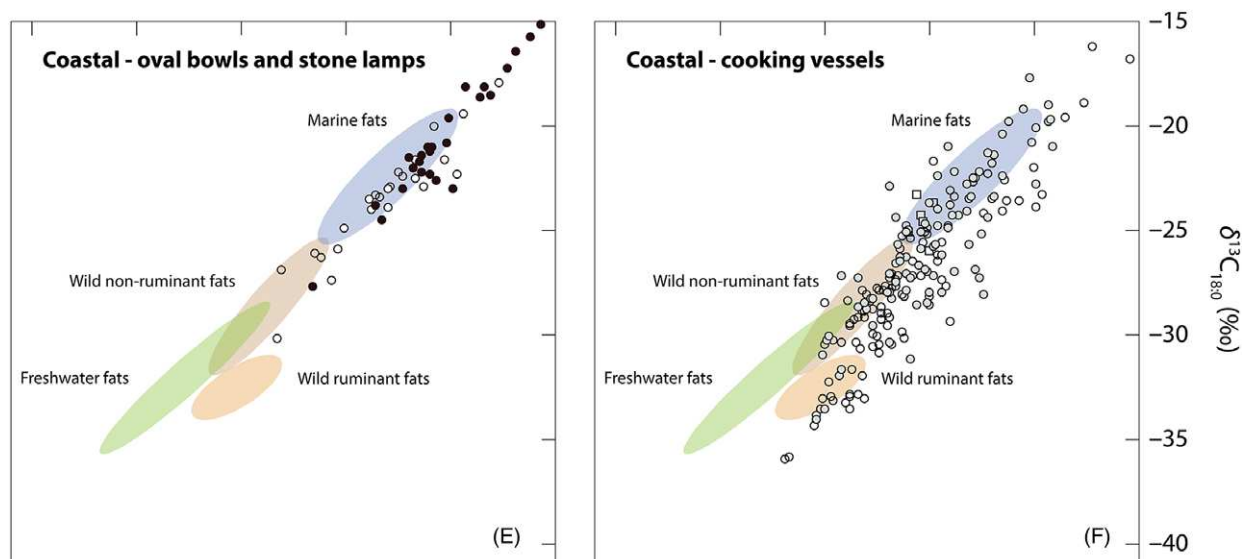 Coastal - oval bowls and stone lamps
Marine fats
Wild non-ruminant fats
Freshwater fats
Wild ruminant fats
(E)
Coastal - cooking vessels
Marine fats
Wild non-ruminant fats
Freshwater fats
Wild ruminant fats
(F)
−15
−20
−25
−30
−35
−40
δ¹³C₁₈:₀ (‰)